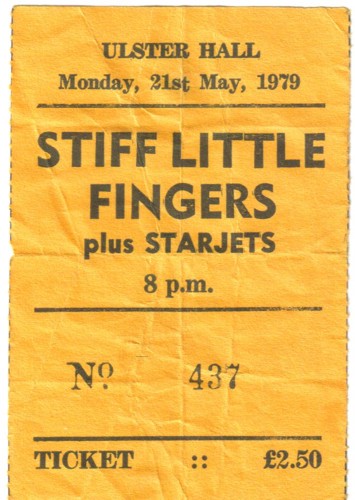 ULSTER HALL
Monday, 21st May, 1979
STIFF LITTLE
FINGERS
plus STARJETS
8 p.m.
No. 437
TICKET :: £2.50